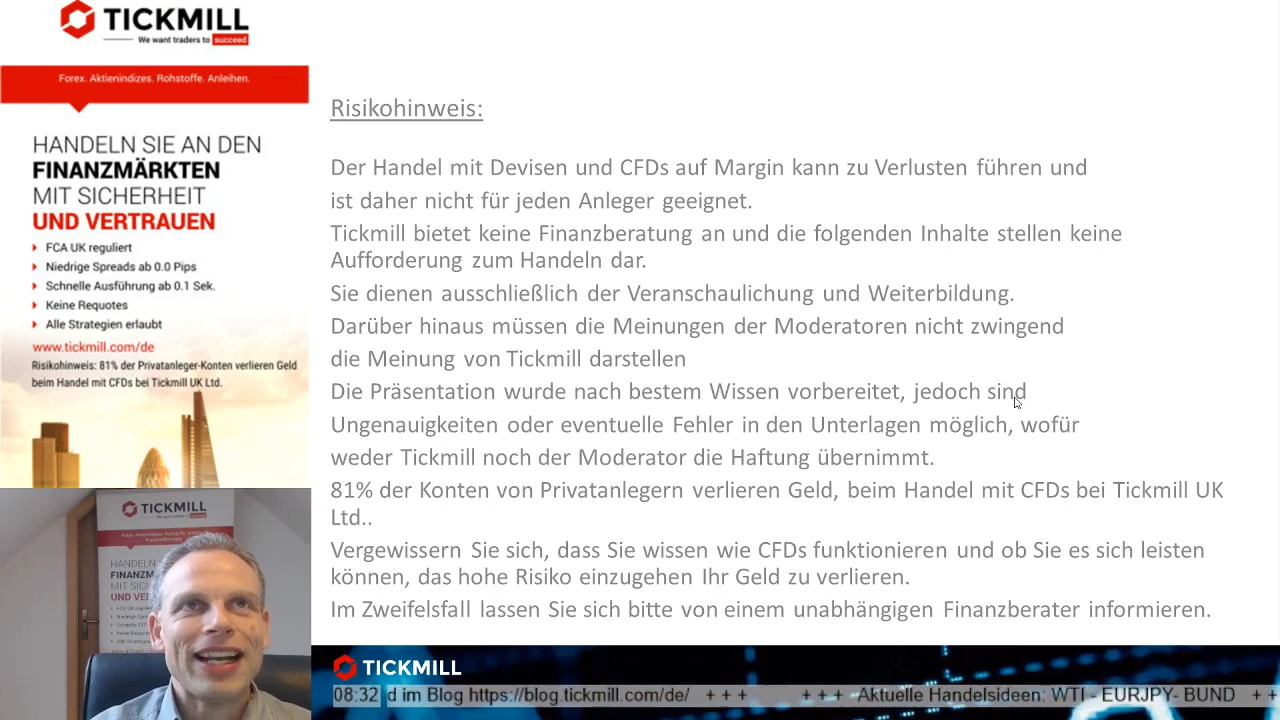 TICKMILL
We want traders to succeed
Forex. Aktienindizes. Rohstoffe. Anleihen.
HANDELN SIE AN DEN
FINANZMÄRKTEN
MIT SICHERHEIT
UND VERTRAUEN
FCA UK reguliert
Niedrige Spreads ab 0.0 Pips
Schnelle Ausführung ab 0.1 Sek.
Keine Requotes
Alle Strategien erlaubt
www.tickmill.com/de
Risikohinweis: 81% der Privatanleger-Konten verlieren Geld
beim Handel mit CFDs bei Tickmill UK Ltd.
Risikohinweis:
Der Handel mit Devisen und CFDs auf Margin kann zu Verlusten führen und
ist daher nicht für jeden Anleger geeignet.
Tickmill bietet keine Finanzberatung an und die folgenden Inhalte stellen keine
Aufforderung zum Handeln dar.
Sie dienen ausschließlich der Veranschaulichung und Weiterbildung.
Darüber hinaus müssen die Meinungen der Moderatoren nicht zwingend
die Meinung von Tickmill darstellen
Die Präsentation wurde nach bestem Wissen vorbereitet, jedoch sind
Ungenauigkeiten oder eventuelle Fehler in den Unterlagen möglich, wofür
weder Tickmill noch der Moderator die Haftung übernimmt.
81% der Konten von Privatanlegern verlieren Geld beim Handel mit CFDs bei Tickmill UK
Ltd..
Vergewissern Sie sich, dass Sie wissen wie CFDs funktionieren und ob Sie es sich leisten
können, das hohe Risiko einzugehen Ihr Geld zu verlieren.
Im Zweifelsfall lassen Sie sich bitte von einem unabhängigen Finanzberater informieren.
TICKMILL
HANDELN
FINANZM
MIT SIC
UND VE
TICKMILL
08:32 d im Blog https://blog.tickmill.com/de/ + + + + + + Aktuelle Handelsideen: WTI - EURJPY- BUND + +